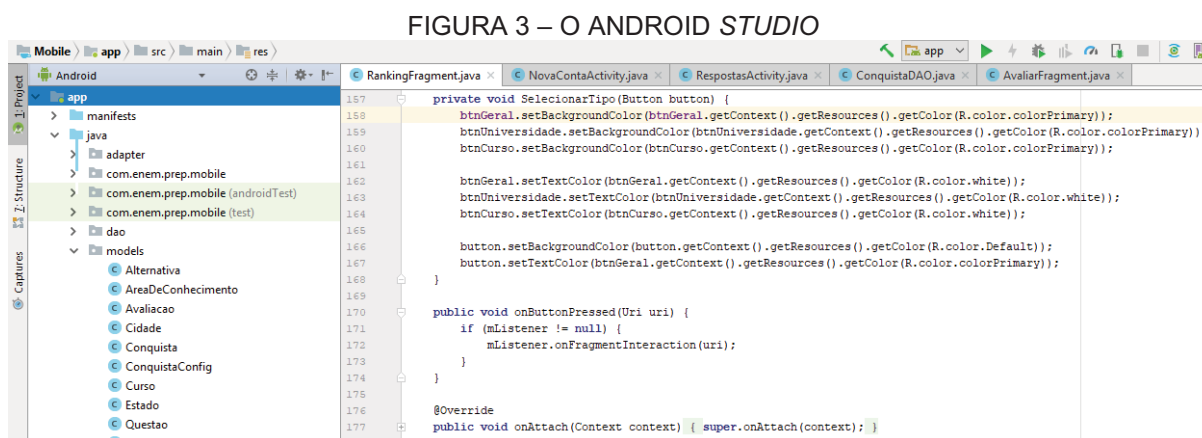 FIGURA 3 – O ANDROID STUDIO
Mobile app src main res
app
Android
RankingFragment.java NovaContaActivity.java RespostasActivity.java ConquistaDAO.java AvaliarFragment.java
1: Project
7: Structure
Captures
app
manifests
java
adapter
com.enem.prep.mobile
com.enem.prep.mobile (androidTest)
com.enem.prep.mobile (test)
dao
models
Alternativa
AreaDeConhecimento
Avaliacao
Cidade
Conquista
ConquistaConfig
Curso
Estado
Questao
157 private void SelecionarTipo(Button button) {
158 btnGeral.setBackgroundColor(btnGeral.getContext().getResources().getColor(R.color.colorPrimary));
159 btnUniversidade.setBackgroundColor(btnUniversidade.getContext().getResources().getColor(R.color.colorPrimary))
160 btnCurso.setBackgroundColor(btnCurso.getContext().getResources().getColor(R.color.colorPrimary));
161
162 btnGeral.setTextColor(btnGeral.getContext().getResources().getColor(R.color.white));
163 btnUniversidade.setTextColor(btnUniversidade.getContext().getResources().getColor(R.color.white));
164 btnCurso.setTextColor(btnCurso.getContext().getResources().getColor(R.color.white));
165
166 button.setBackgroundColor(button.getContext().getResources().getColor(R.color.Default));
167 button.setTextColor(btnGeral.getContext().getResources().getColor(R.color.colorPrimary));
168 }
169
170 public void onButtonPressed(Uri uri) {
171 if (mListener != null) {
172 mListener.onFragmentInteraction(uri);
173 }
174 }
175
176 @Override
177 public void onAttach(Context context) { super.onAttach(context); }